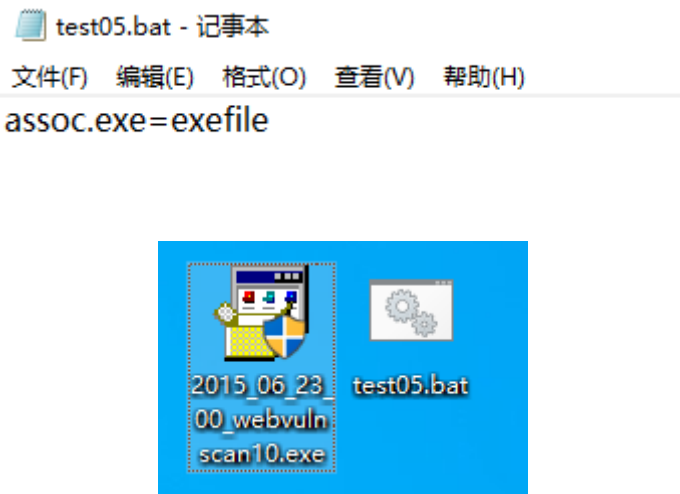 test05.bat - 记事本
文件(F) 编辑(E) 格式(O) 查看(V) 帮助(H)
assoc.exe=exefile
2015_06_23_
00_webvuln
scan10.exe
test05.bat